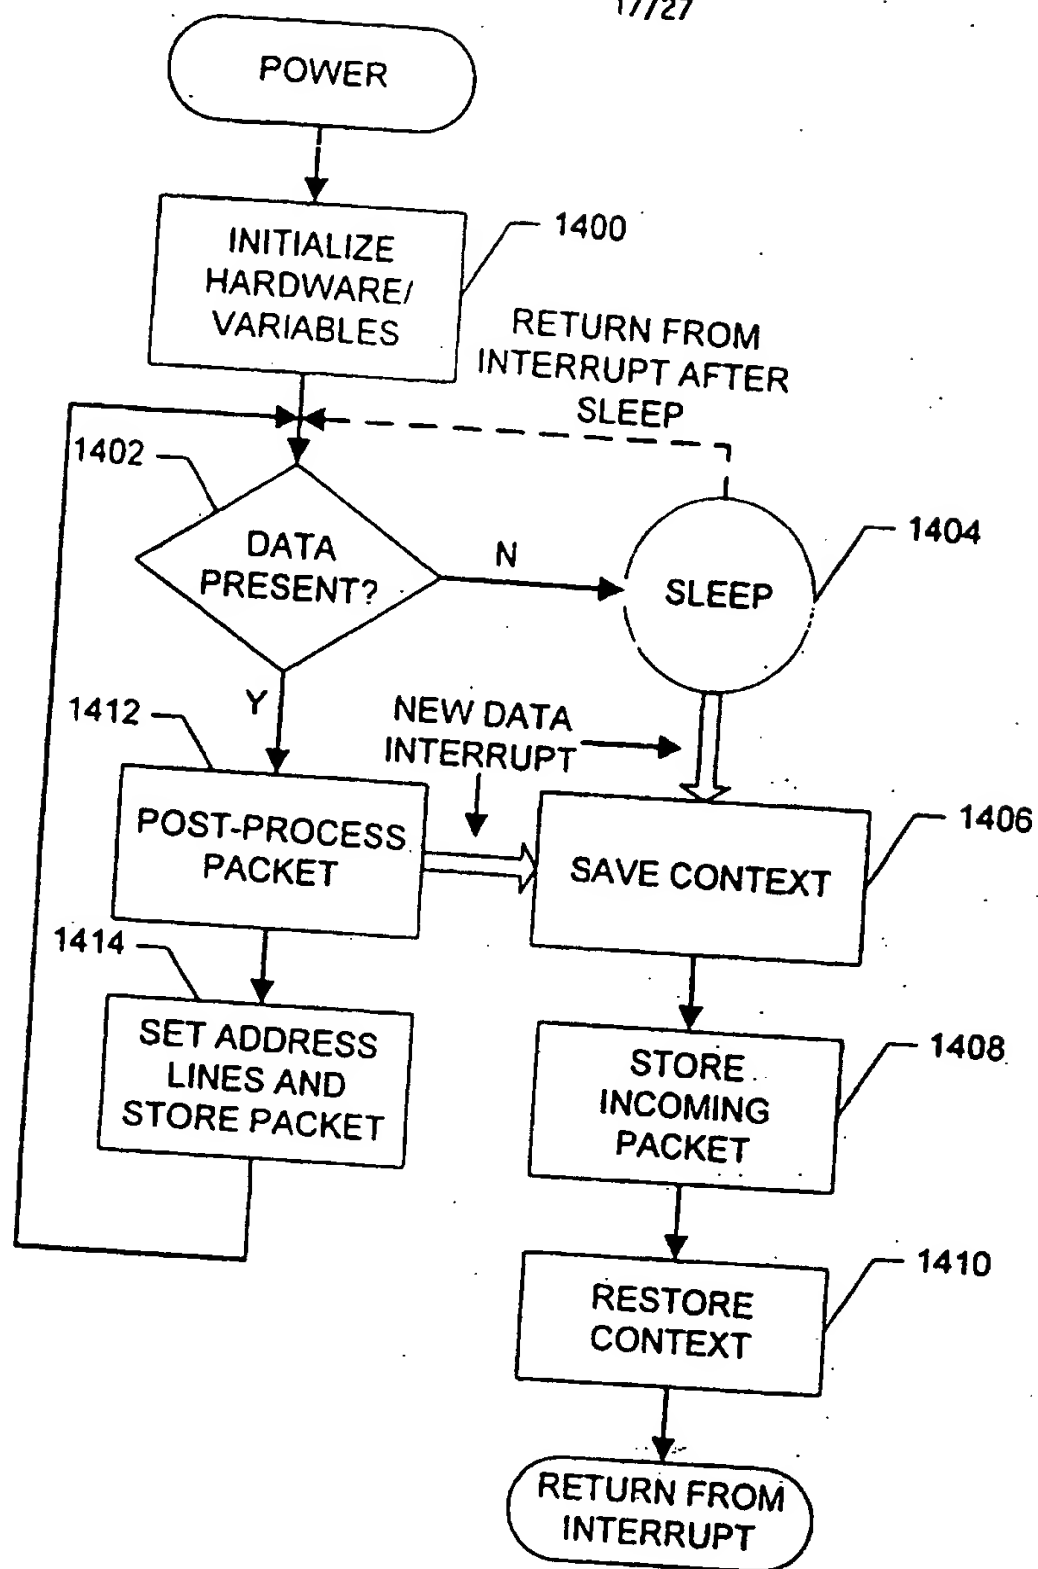 17/27
POWER
INITIALIZE
HARDWARE/
VARIABLES
1400
RETURN FROM
INTERRUPT AFTER
SLEEP
1402
DATA
PRESENT?
N
SLEEP
1404
Y
1412
NEW DATA
INTERRUPT
POST-PROCESS
PACKET
SAVE CONTEXT
1406
1414
SET ADDRESS
LINES AND
STORE PACKET
STORE
INCOMING
PACKET
1408
RESTORE
CONTEXT
1410
RETURN FROM
INTERRUPT